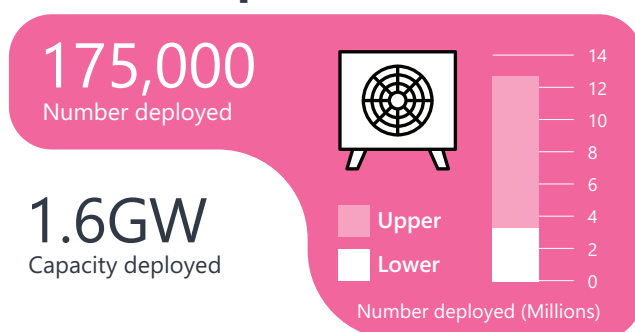 175,000
Number deployed
1.6GW
Capacity deployed
Upper
Lower
14
12
10
8
6
4
2
0
Number deployed (Millions)